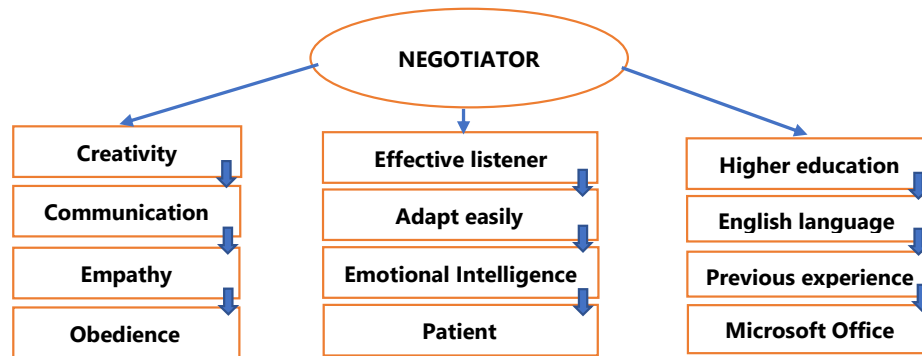 NEGOTIATOR
Creativity
Communication
Empathy
Obedience
Effective listener
Adapt easily
Emotional Intelligence
Patient
Higher education
English language
Previous experience
Microsoft Office